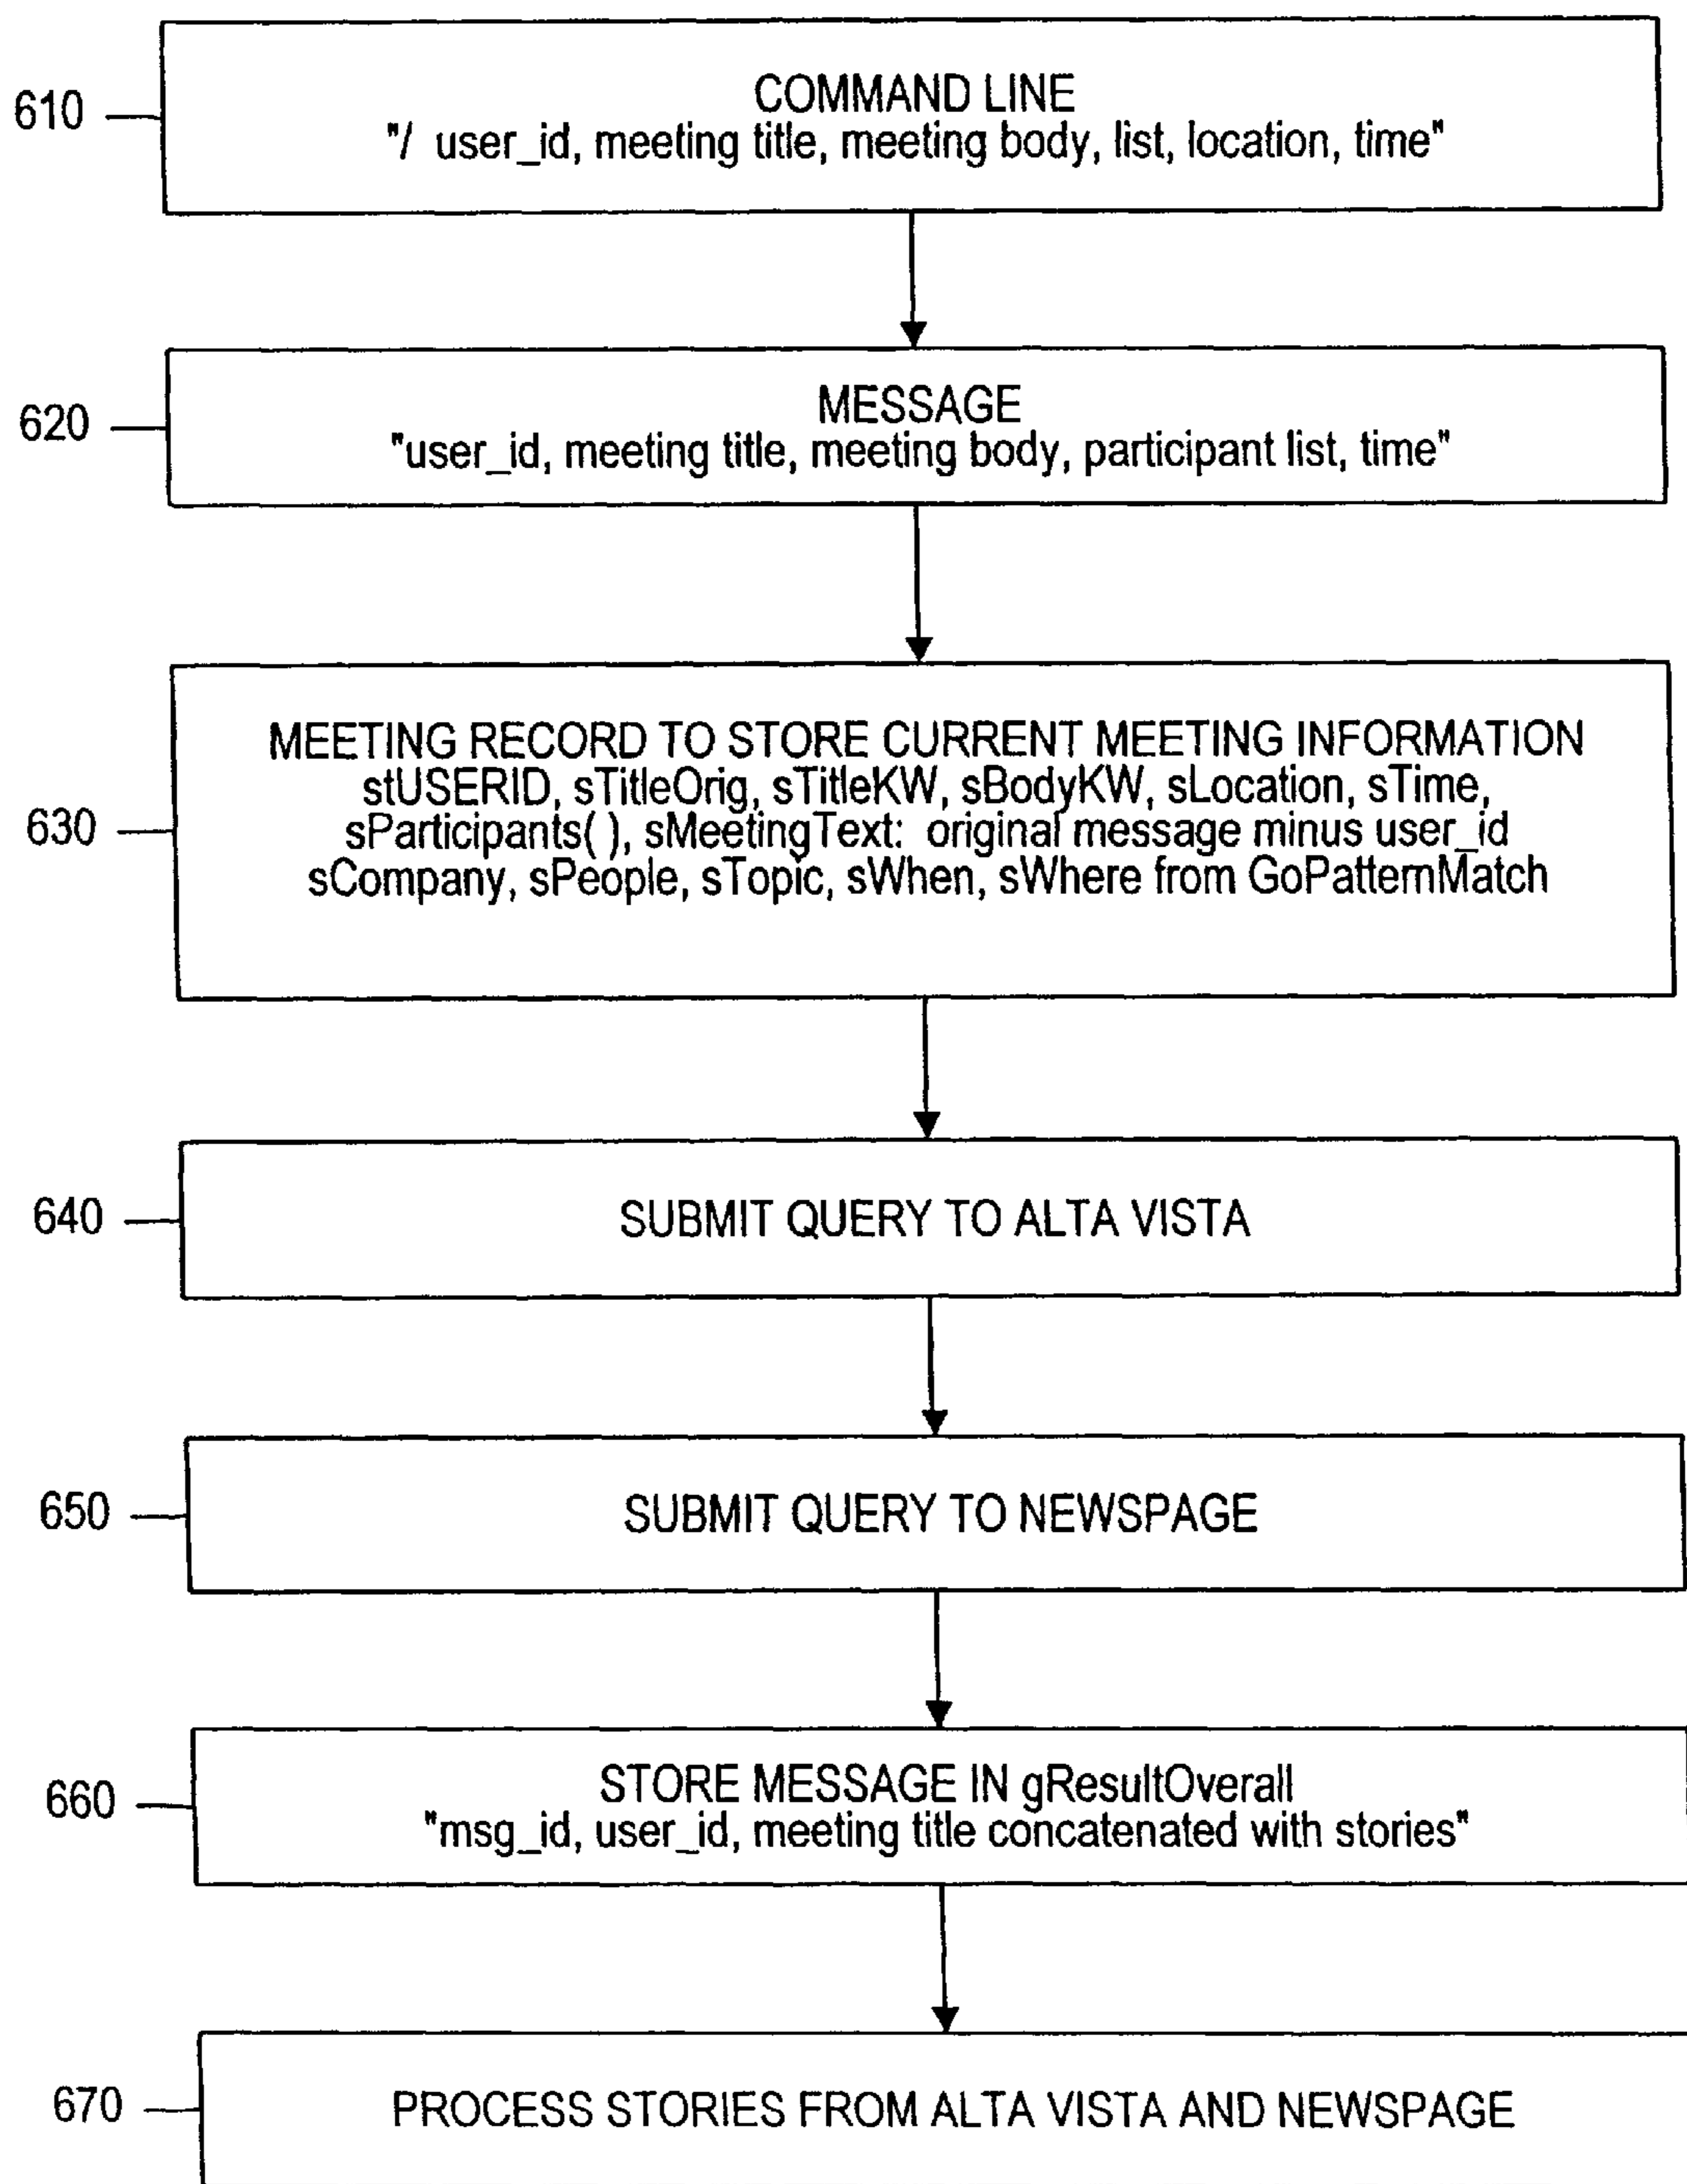 610
COMMAND LINE
"/ user_id, meeting title, meeting body, list, location, time"
620
MESSAGE
"user_id, meeting title, meeting body, participant list, time"
630
MEETING RECORD TO STORE CURRENT MEETING INFORMATION
stUSERID, sTitleOrig, sTitleKW, sBodyKW, sLocation, sTime,
sParticipants( ), sMeetingText: original message minus user_id
sCompany, sPeople, sTopic, sWhen, sWhere from GoPatternMatch
640
SUBMIT QUERY TO ALTA VISTA
650
SUBMIT QUERY TO NEWSPAGE
660
STORE MESSAGE IN gResultOverall
"msg_id, user_id, meeting title concatenated with stories"
670
PROCESS STORIES FROM ALTA VISTA AND NEWSPAGE